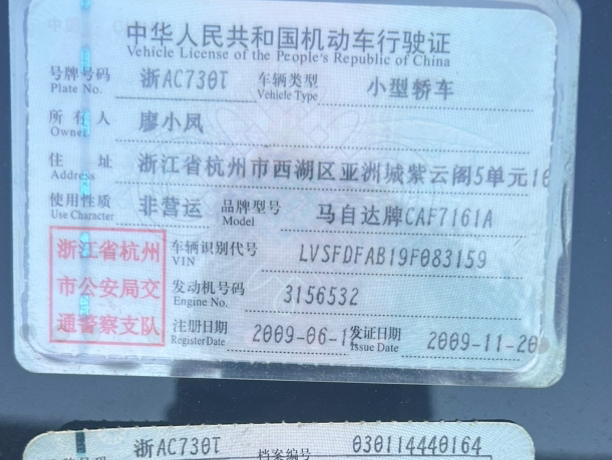 中华人民共和国机动车行驶证
Vehicle License of the People's Republic of China
号牌号码 浙AC730T 车辆类型 小型轿车
Plate No. Vehicle Type
所有人 廖小凤
Owner
住址 浙江省杭州市西湖区亚洲城紫云阁5单元16
Address
使用性质 非营运 品牌型号 马自达牌CAF7161A
Use Character Model
浙江省杭州 车辆识别代号 LVSFDFAB19F083159
VIN
市公安局交 发动机号码 3156532
Engine No.
通警察支队 注册日期 2009-06-1 发证日期 2009-11-20
Register Date Issue Date
浙AC730T 档案编号 030114440164